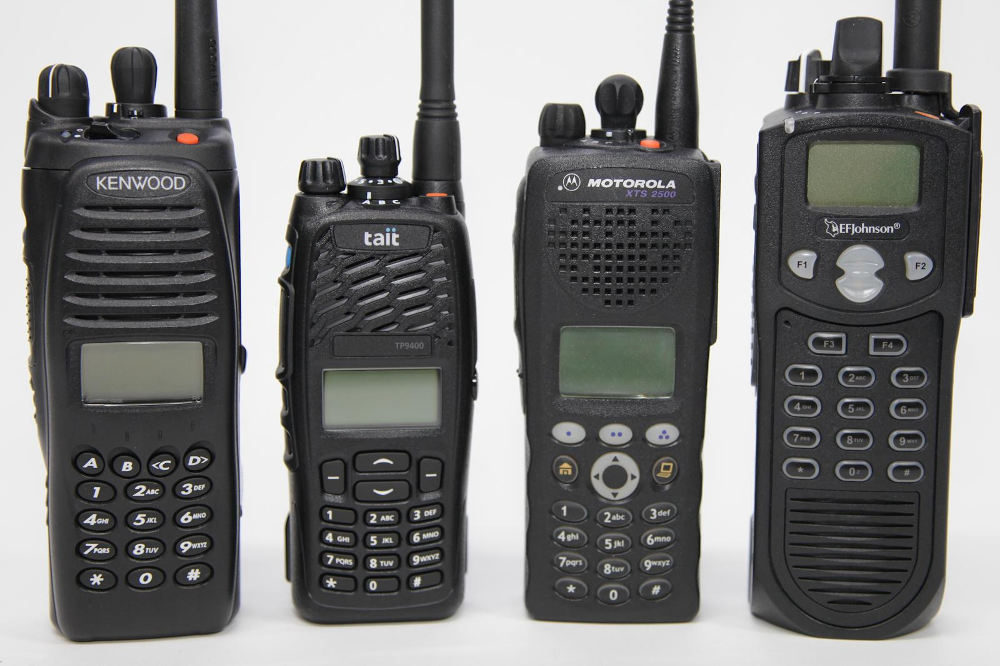 KENWOOD
A B <C D>
1 2ABC 3DEF
4GHI 5JKL 6MNO
7PQRS 8TUV 9WXYZ
* 0 #
5 • 3 •
A B C
taït
TP9400
1 2 ABC 3 DEF
4 GHI 5 JKL 6 MNO
7 PQRS 8 TUV 9 WXYZ
* 0 #
MOTOROLA
XTS 2500
1 2abc 3def
4ghi 5jkl 6mno
7pqrs 8tuv 9wxyz
* 0 #
EFJohnson®
F1 F2
F3 F4
1 2ABC 3DEF
4GHI 5JKL 6MNO
7PRS 8TUV 9WXY
* 0Z #